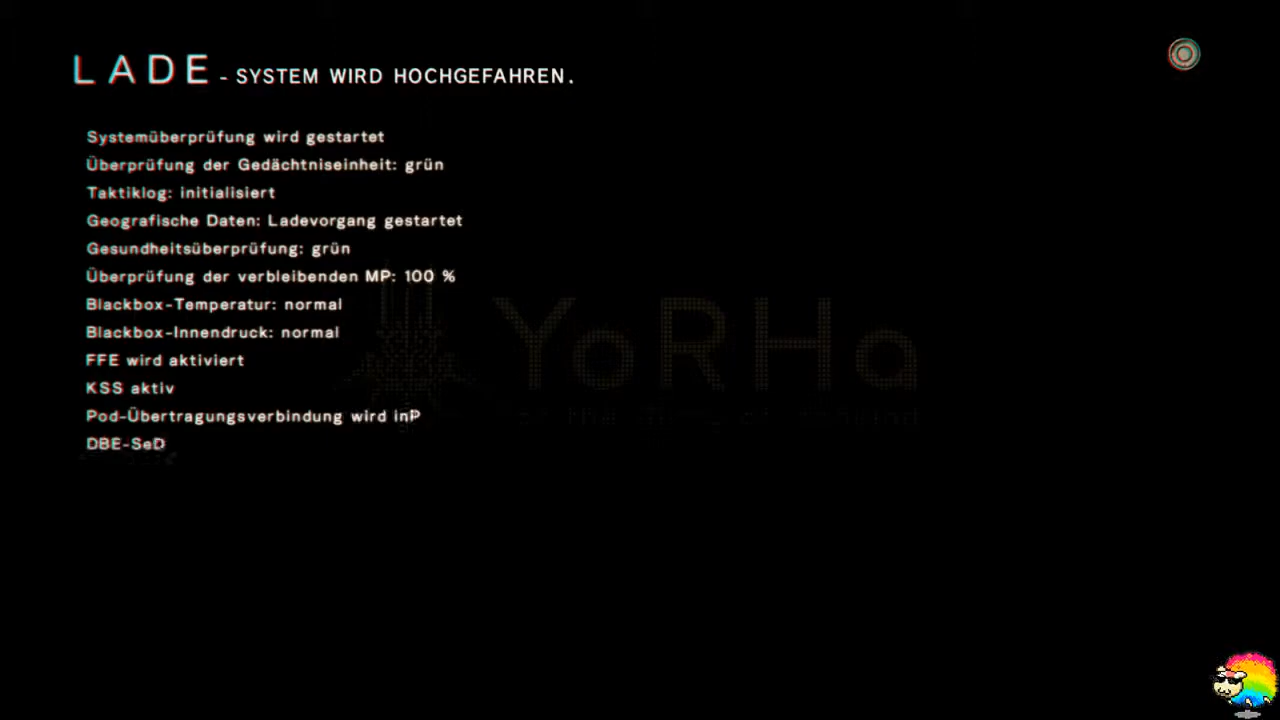 LADE - SYSTEM WIRD HOCHGEFAHREN.
Systemüberprüfung wird gestartet
Überprüfung der Gedächtniseinheit: grün
Taktiklog: initialisiert
Geografische Daten: Ladevorgang gestartet
Gesundheitsüberprüfung: grün
Überprüfung der verbleibenden MP: 100 %
Blackbox-Temperatur: normal
Blackbox-Innendruck: normal
FFE wird aktiviert
KSS aktiv
Pod-Übertragungsverbindung wird inP
DBE-SeD
YoRHa